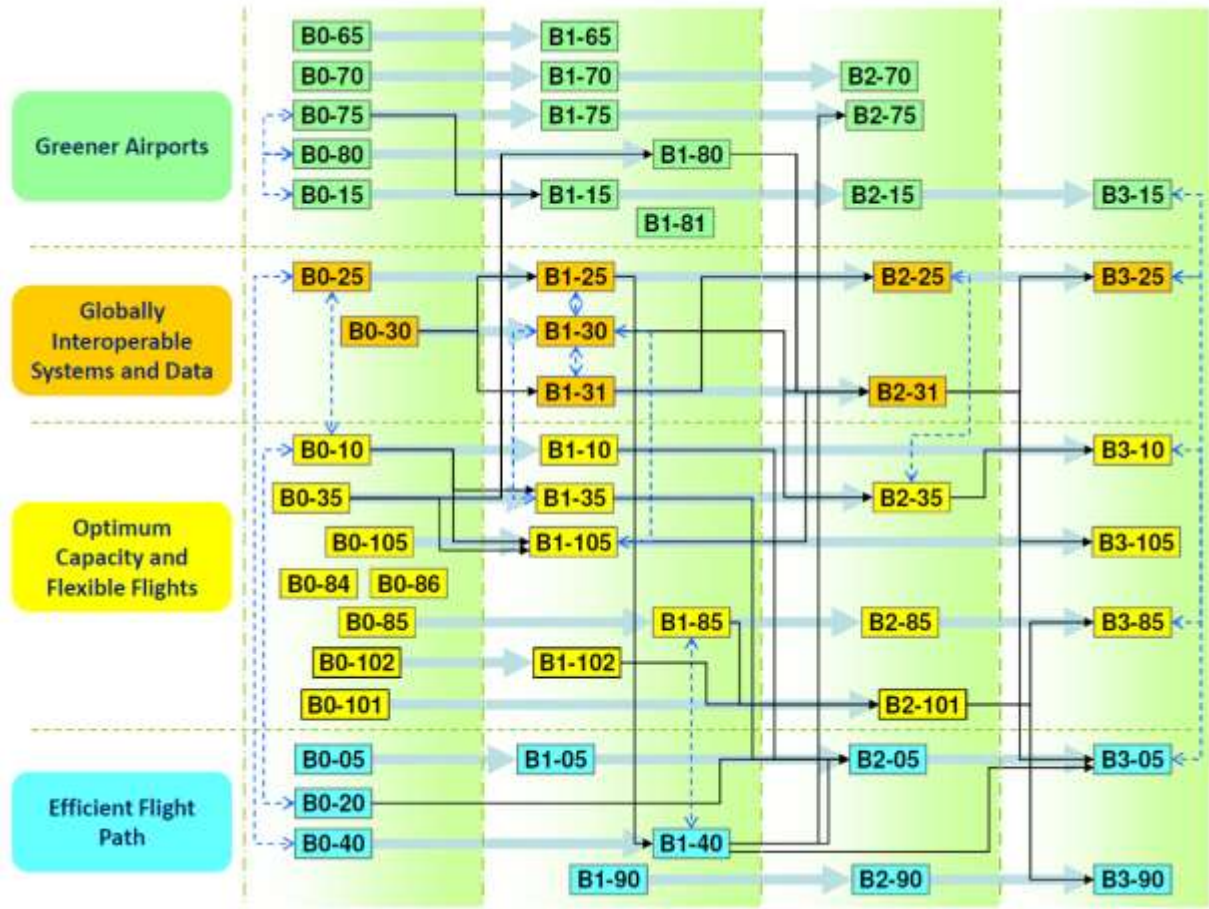 B0-65 B1-65
B0-70 B1-70 B2-70
B0-75 B1-75 B2-75
Greener Airports
B0-80 B1-80
B0-15 B1-15 B2-15 B3-15
B1-81
B0-25 B1-25 B2-25 B3-25
Globally
Interoperable
Systems and Data
B0-30 B1-30
B1-31 B2-31
B0-10 B1-10 B3-10
B0-35 B1-35 B2-35
Optimum
Capacity and
Flexible Flights
B0-105 B1-105 B3-105
B0-84 B0-86
B0-85 B1-85 B2-85 B3-85
B0-102 B1-102
B0-101 B2-101
B0-05 B1-05 B2-05 B3-05
Efficient Flight
Path
B0-20
B0-40 B1-40
B1-90 B2-90 B3-90